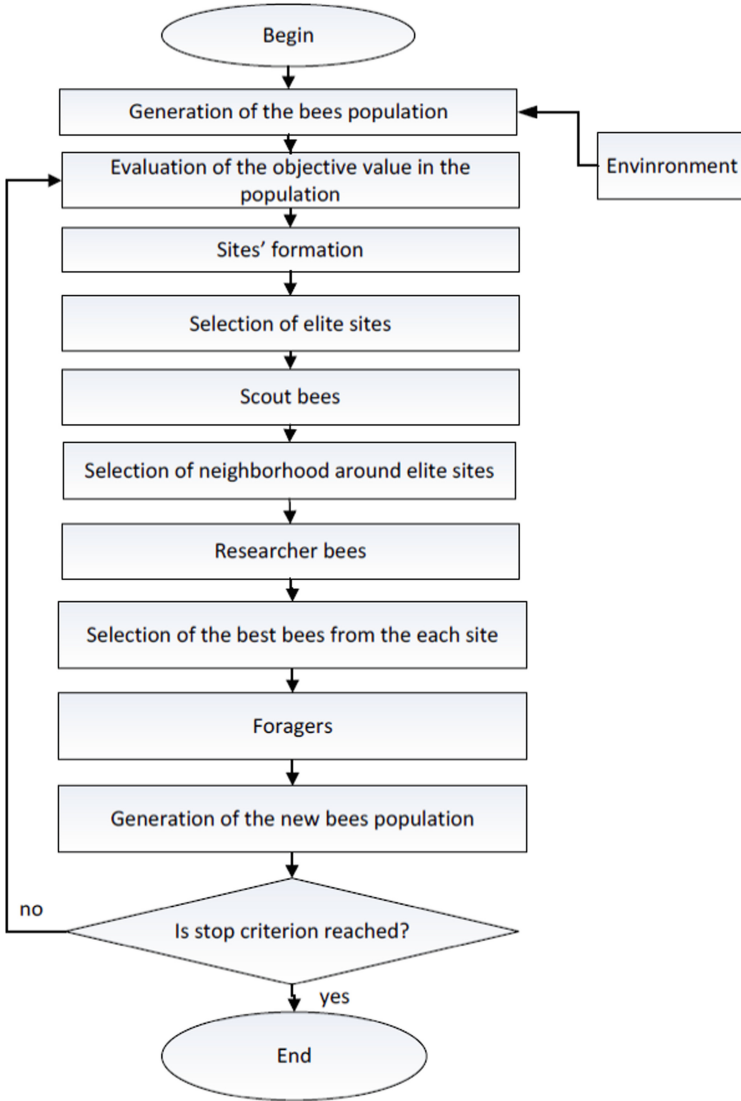 Begin
Generation of the bees population
Envinronment
Evaluation of the objective value in the
population
Sites’ formation
Selection of elite sites
Scout bees
Selection of neighborhood around elite sites
Researcher bees
Selection of the best bees from the each site
Foragers
Generation of the new bees population
no
Is stop criterion reached?
yes
End